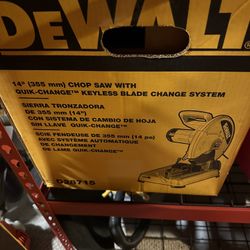 DEWALT
14" (355 mm) CHOP SAW WITH
QUIK-CHANGE™ KEYLESS BLADE CHANGE SYSTEM
SIERRA TRONZADORA
DE 355 mm (14")
CON SISTEMA DE CAMBIO DE HOJA
SIN LLAVE QUIK-CHANGE™
SCIE FENDEUSE DE 355 mm (14 po)
AVEC SYSTÈME AUTOMATIQUE
DE CHANGEMENT
DE LAME QUIK-CHANGE™
D28715